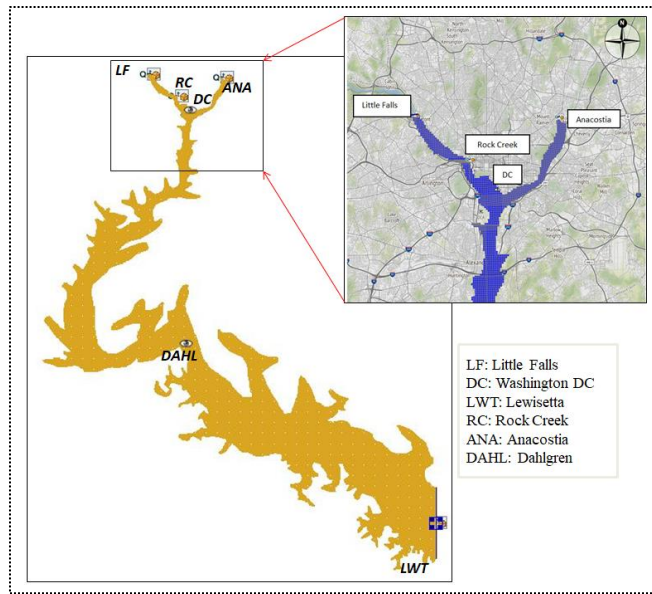 LF
RC
DC
ANA
DAHL
LWT
N
Little Falls
Anacostia
Rock Creek
DC
LF: Little Falls
DC: Washington DC
LWT: Lewisetta
RC: Rock Creek
ANA: Anacostia
DAHL: Dahlgren